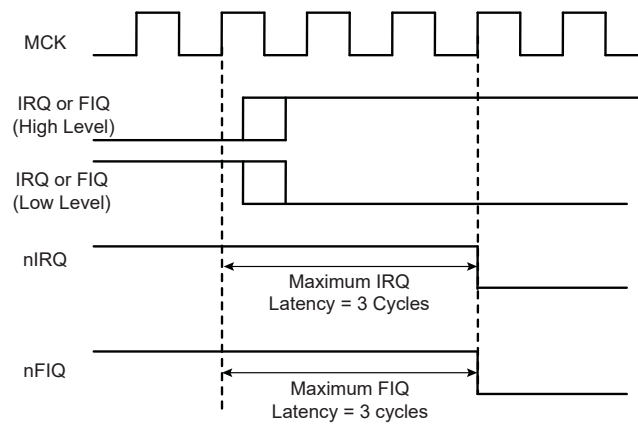 MCK
IRQ or FIQ
(High Level)
IRQ or FIQ
(Low Level)
nIRQ
Maximum IRQ
Latency = 3 Cycles
nFIQ
Maximum FIQ
Latency = 3 cycles